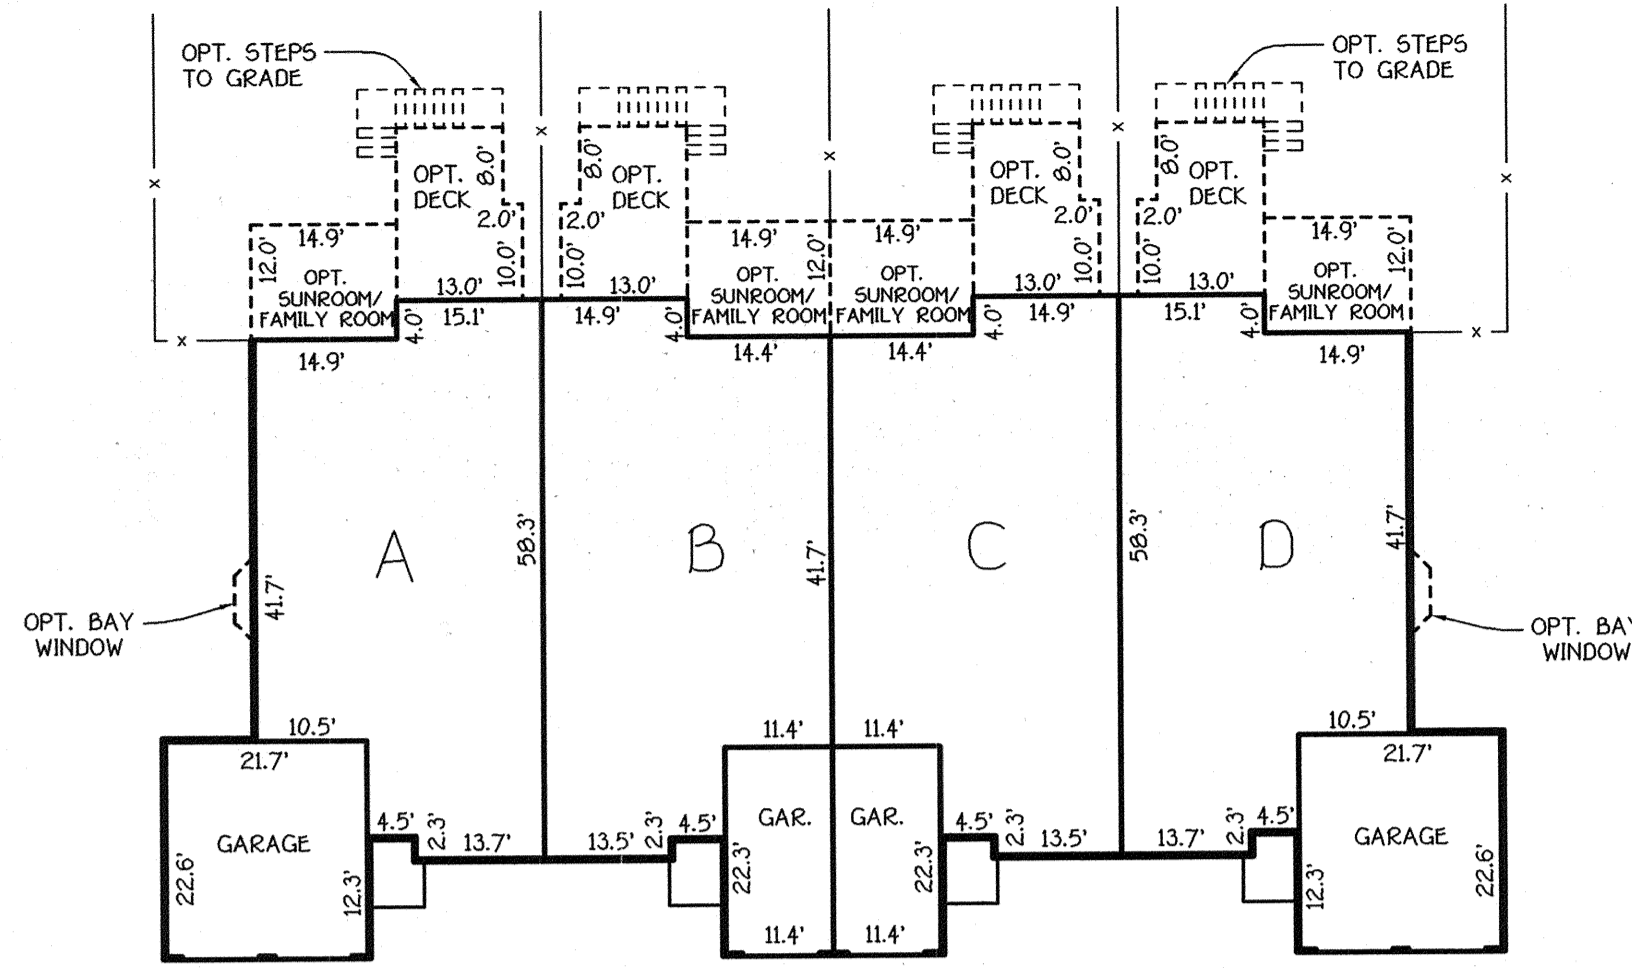 OPT. STEPS
TO GRADE
OPT. STEPS
TO GRADE
x
x
x
x
x
OPT.
DECK
8.0'
2.0'
10.0'
8.0'
OPT.
DECK
2.0'
10.0'
OPT.
DECK
8.0'
2.0'
10.0'
8.0'
OPT.
DECK
2.0'
10.0'
14.9'
12.0'
OPT.
SUNROOM/
FAMILY ROOM
14.9'
12.0'
OPT.
SUNROOM/
FAMILY ROOM
14.9'
OPT.
SUNROOM/
FAMILY ROOM
14.9'
12.0'
OPT.
SUNROOM/
FAMILY ROOM
13.0'
13.0'
13.0'
13.0'
15.1'
14.9'
14.9'
15.1'
4.0'
4.0'
4.0'
4.0'
x
x
14.9'
14.4'
14.4'
14.9'
A
B
C
D
58.3'
41.7'
58.3'
41.7'
41.7'
OPT. BAY
WINDOW
OPT. BAY
WINDOW
10.5'
21.7'
11.4'
11.4'
10.5'
21.7'
GARAGE
22.6'
12.3'
4.5'
2.3'
13.7'
13.5'
2.3'
4.5'
GAR.
GAR.
22.3'
22.3'
11.4'
11.4'
4.5'
2.3'
13.5'
13.7'
2.3'
4.5'
GARAGE
12.3'
22.6'